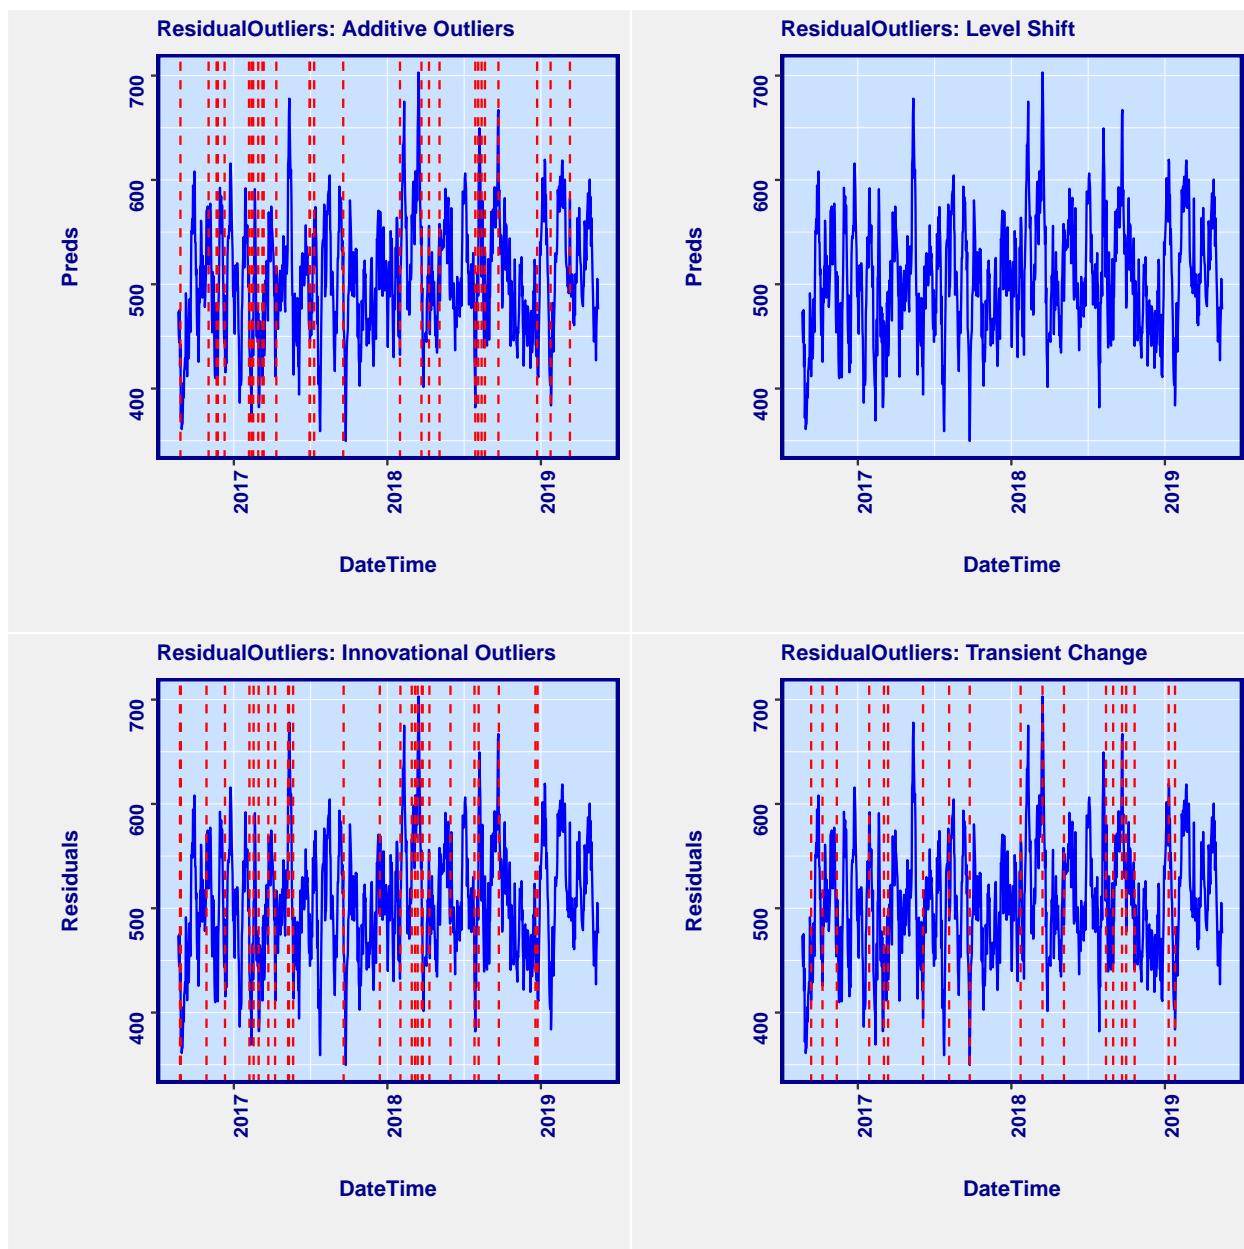 ResidualOutliers: Additive Outliers
Preds
700
600
500
400
2017
2018
2019
DateTime
ResidualOutliers: Level Shift
Preds
700
600
500
400
2017
2018
2019
DateTime
ResidualOutliers: Innovational Outliers
Residuals
700
600
500
400
2017
2018
2019
DateTime
ResidualOutliers: Transient Change
Residuals
700
600
500
400
2017
2018
2019
DateTime